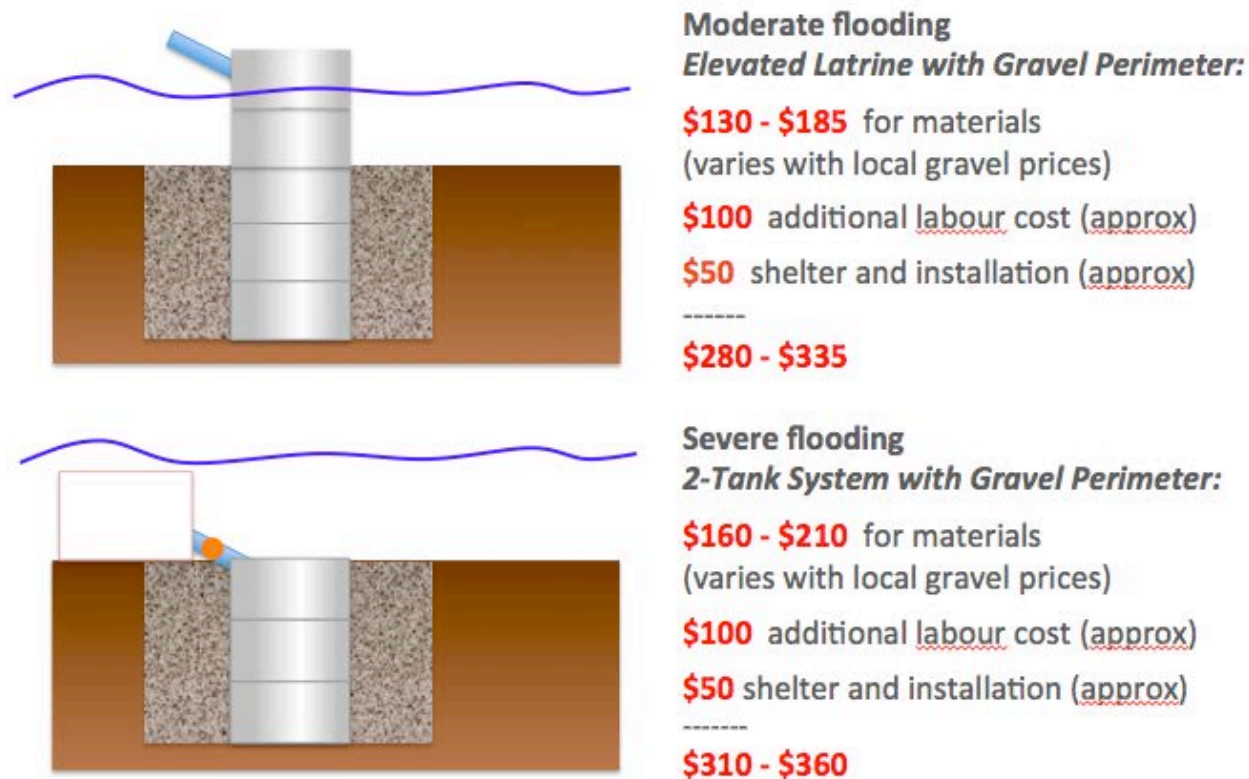 Moderate flooding
Elevated Latrine with Gravel Perimeter:
$130 - $185 for materials
(varies with local gravel prices)
$100 additional labour cost (approx)
$50 shelter and installation (approx)
------
$280 - $335
Severe flooding
2-Tank System with Gravel Perimeter:
$160 - $210 for materials
(varies with local gravel prices)
$100 additional labour cost (approx)
$50 shelter and installation (approx)
-------
$310 - $360